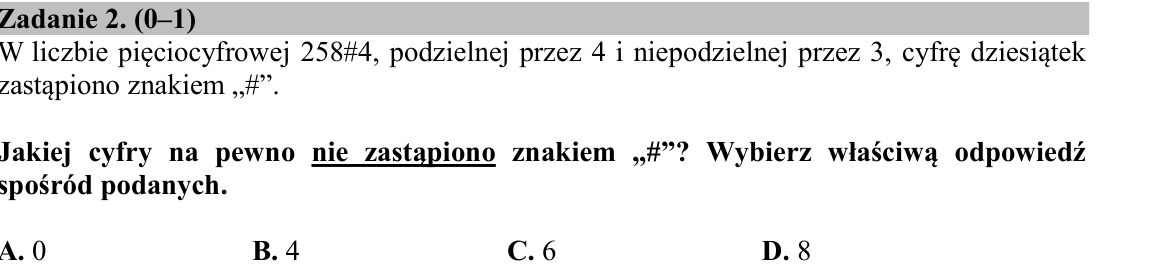 Zadanie 2. (0–1)
W liczbie pięciocyfrowej 258#4, podzielnej przez 4 i niepodzielnej przez 3, cyfrę dziesiątek
zastąpiono znakiem „#”.
Jakiej cyfry na pewno nie zastąpiono znakiem „#”? Wybierz właściwą odpowiedź
spośród podanych.
A. 0 B. 4 C. 6 D. 8